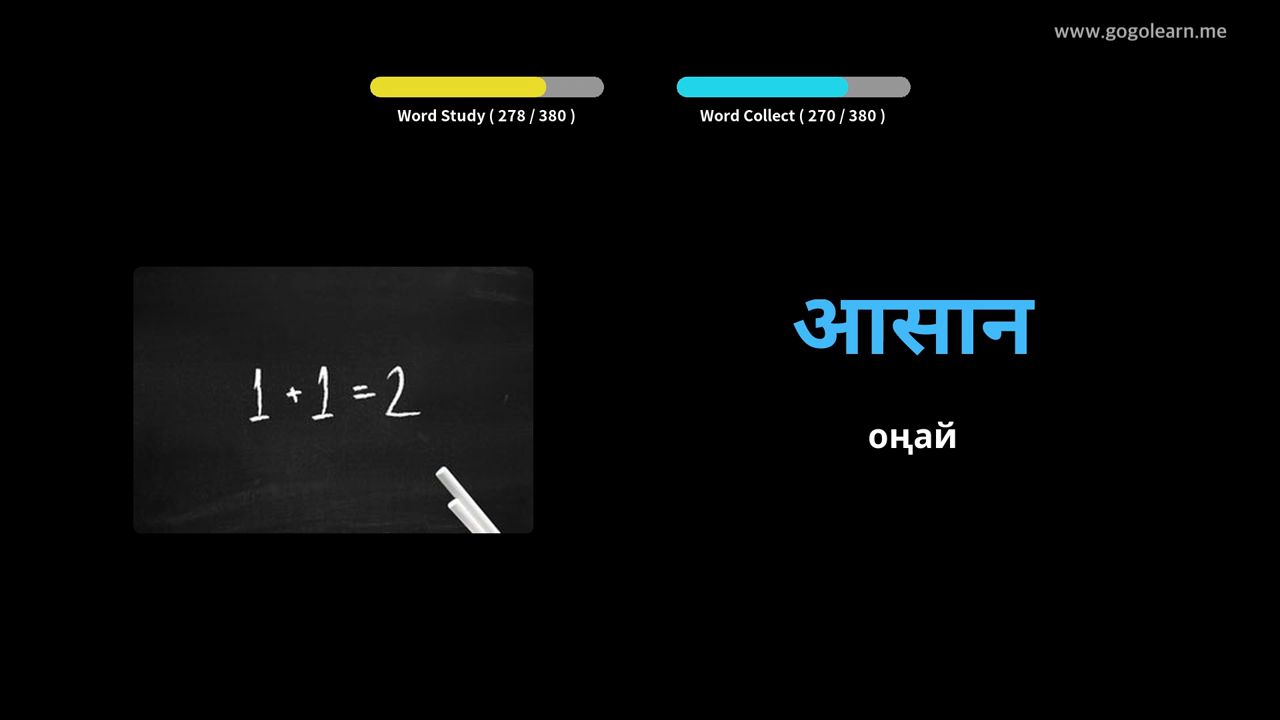 www.gogolearn.me
Word Study ( 278 / 380 )
Word Collect ( 270 / 380 )
1 + 1 = 2
आसान
оңай